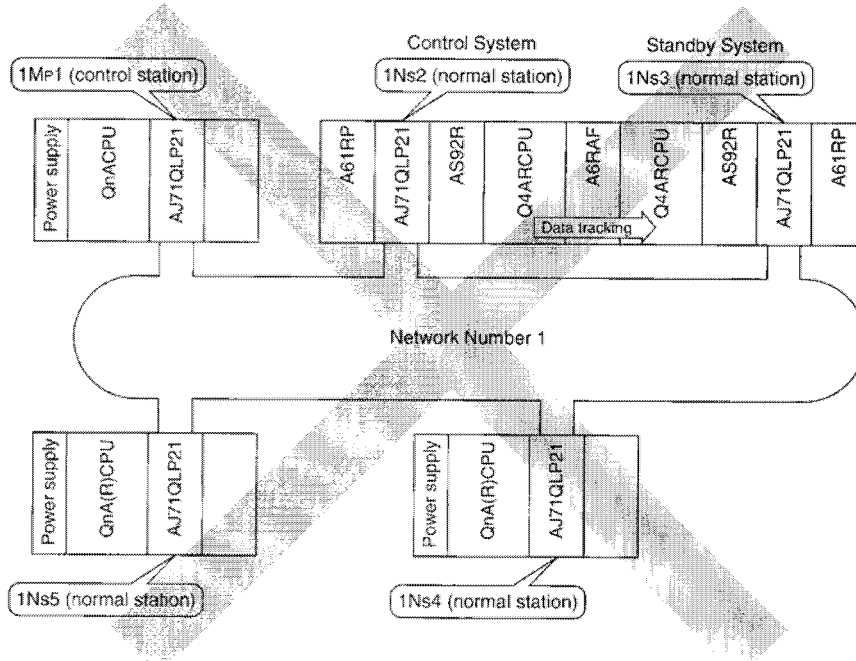 Control System
Standby System
1MP1 (control station)
1Ns2 (normal station)
1Ns3 (normal station)
Power supply
QnACPU
AJ71QLP21
A61RP
AJ71QLP21
AS92R
Q4ARCPU
A6RAF
Q4ARCPU
AS92R
AJ71QLP21
A61RP
Data tracking
Network Number 1
Power supply
QnA(R)CPU
AJ71QLP21
Power supply
QnA(R)CPU
AJ71QLP21
1Ns5 (normal station)
1Ns4 (normal station)